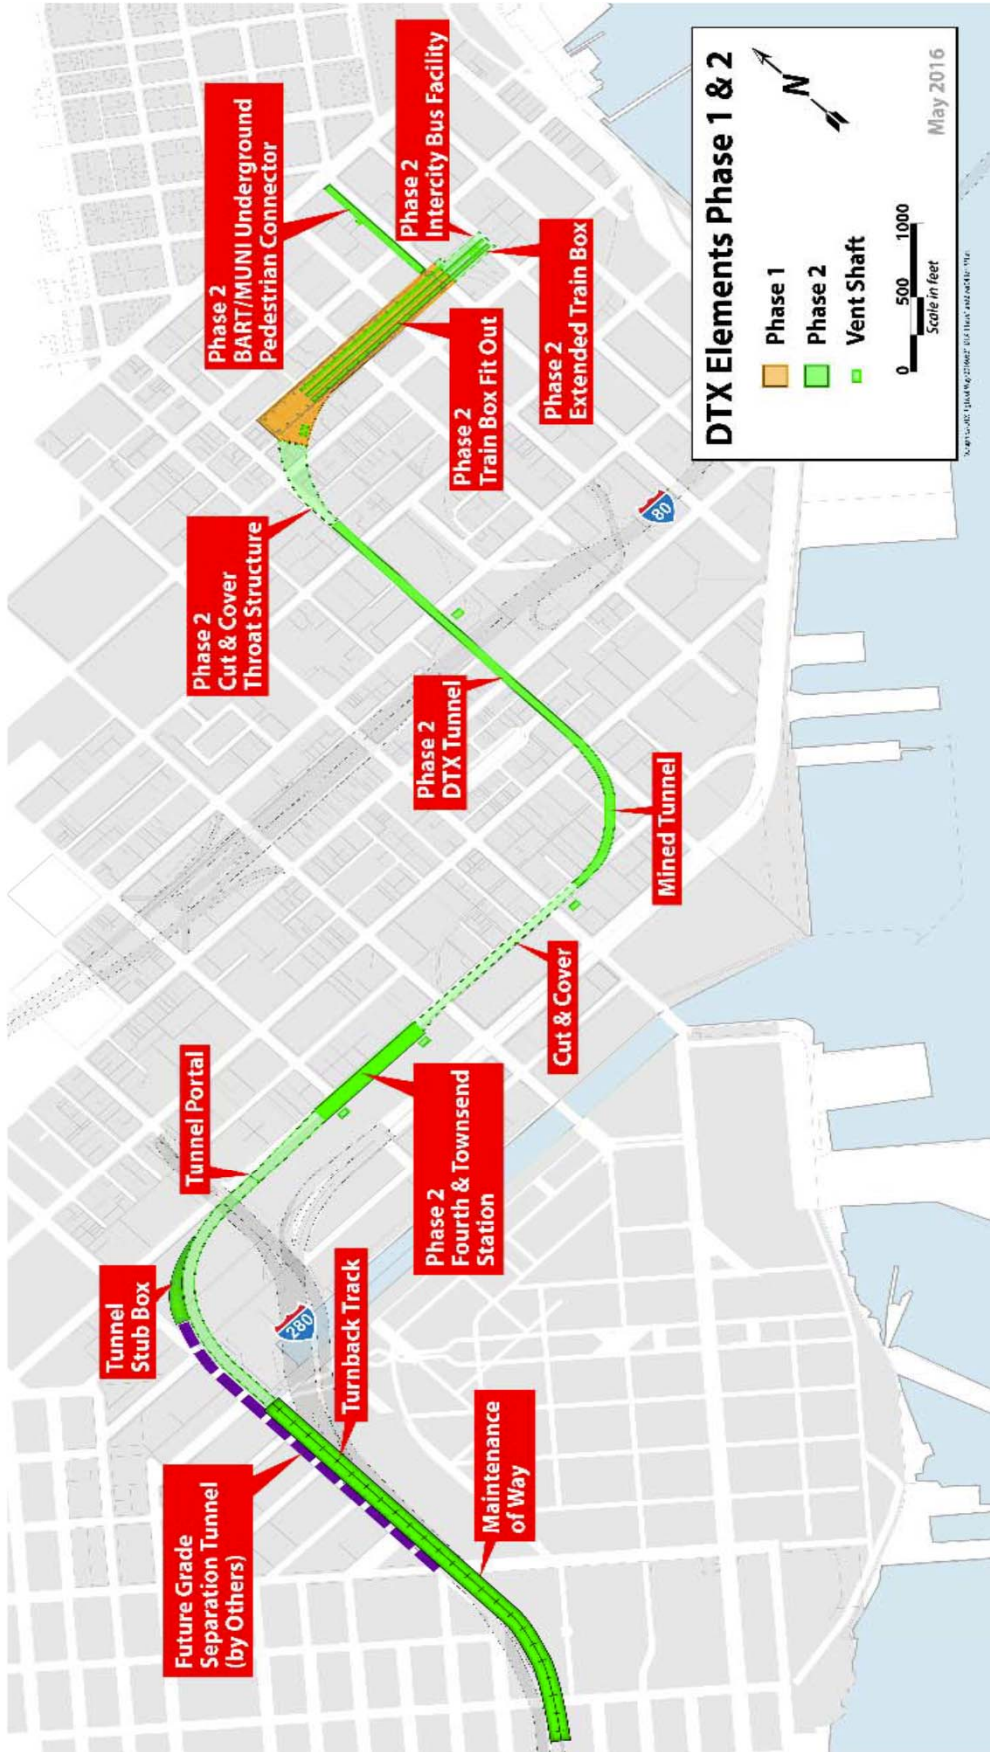 Future Grade
Separation Tunnel
(by Others)
Tunnel
Stub Box
Tunnel Portal
Phase 2
Cut & Cover
Throat Structure
Phase 2
BART/MUNI Underground
Pedestrian Connector
Phase 2
Intercity Bus Facility
Phase 2
Train Box Fit Out
Phase 2
Extended Train Box
Phase 2
DTX Tunnel
80
280
Turnback Track
Maintenance
of Way
Phase 2
Fourth & Townsend
Station
Cut & Cover
Mined Tunnel
DTX Elements Phase 1 & 2
N
Phase 1
Phase 2
Vent Shaft
0 500 1000
Scale in feet
May 2016